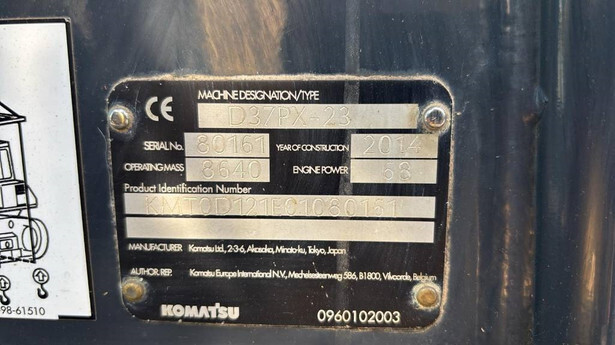 MACHINE DESIGNATION/TYPE
CE D37PX-23
SERIAL No. 80161 YEAR OF CONSTRUCTION 2014
OPERATING MASS 8640 ENGINE POWER 68
Product Identification Number
KMT0D121E01080161
MANUFACTURER Komatsu Ltd., 2-3-6, Akasaka, Minato-ku, Tokyo, Japan
AUTHOR. REP. Komatsu Europe International N.V., Mechelsesteenweg 586, B1800, Vilvoorde, Belgium
KOMATSU 0960102003
98-61510